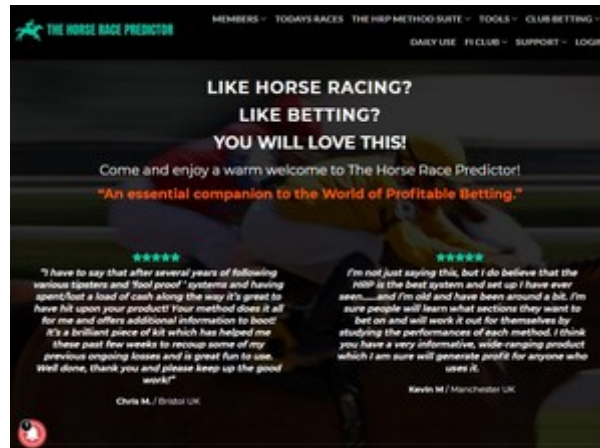 THE HORSE RACE PREDICTOR
MEMBERS TODAYS RACES THE HRP METHOD SUITE TOOLS CLUB BETTING
DAILY USE FI CLUB SUPPORT LOGIN
LIKE HORSE RACING?
LIKE BETTING?
YOU WILL LOVE THIS!
Come and enjoy a warm welcome to The Horse Race Predictor!
"An essential companion to the World of Profitable Betting."
"I have to say that after several years of following
various tipsters and 'fool proof' systems and having
spent/lost a load of cash along the way it's great to
have hit upon your product! Your method does it all
for me and offers additional information to boot!
It's a brilliant piece of kit which has helped me
these past few weeks to recoup some of my
previous ongoing losses and is great fun to use.
Well done, thank you and please keep up the good
work!"
Chris M. / Bristol UK
I'm not just saying this, but I do believe that the
HRP is the best system and set up I have ever
seen......and I'm old and have been around a bit. I'm
sure people will learn what sections they want to
bet on and will work it out for themselves by
studying the performances of each method. I think
you have a very informative, wide-ranging product
which I am sure will generate profit for anyone who
uses it.
Kevin M / Manchester UK